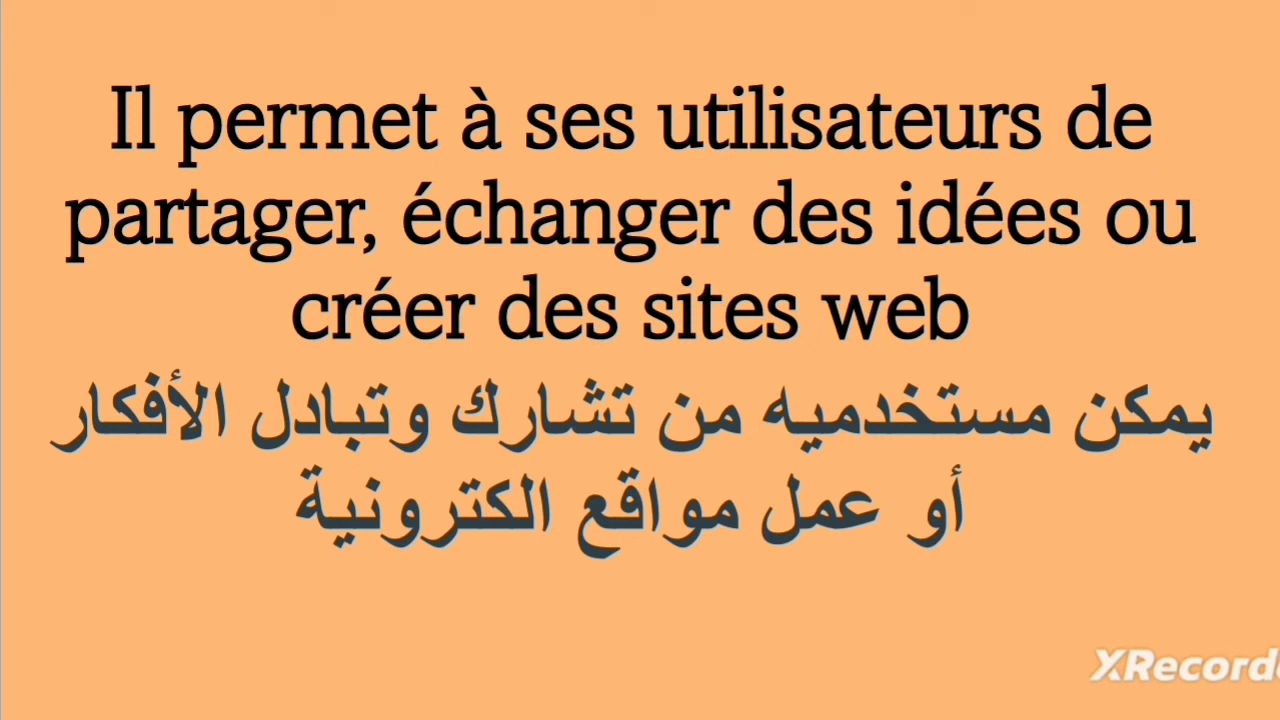 Il permet à ses utilisateurs de
partager, échanger des idées ou
créer des sites web
يمكن مستخدميه من تشارك وتبادل الأفكار
أو عمل مواقع الكترونية